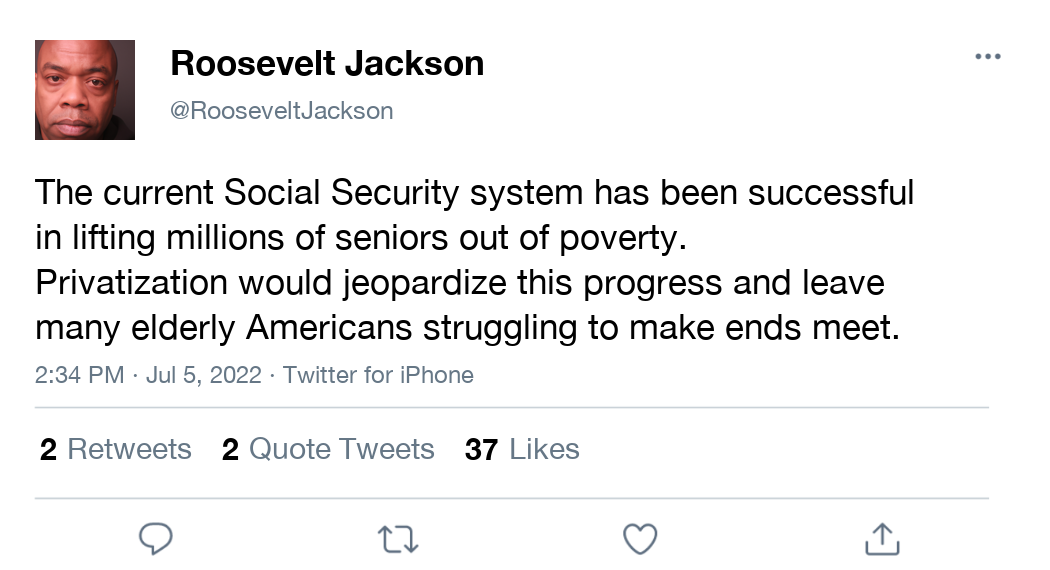 Roosevelt Jackson
@RooseveltJackson
The current Social Security system has been successful
in lifting millions of seniors out of poverty.
Privatization would jeopardize this progress and leave
many elderly Americans struggling to make ends meet.
2:34 PM · Jul 5, 2022 · Twitter for iPhone
2 Retweets 2 Quote Tweets 37 Likes